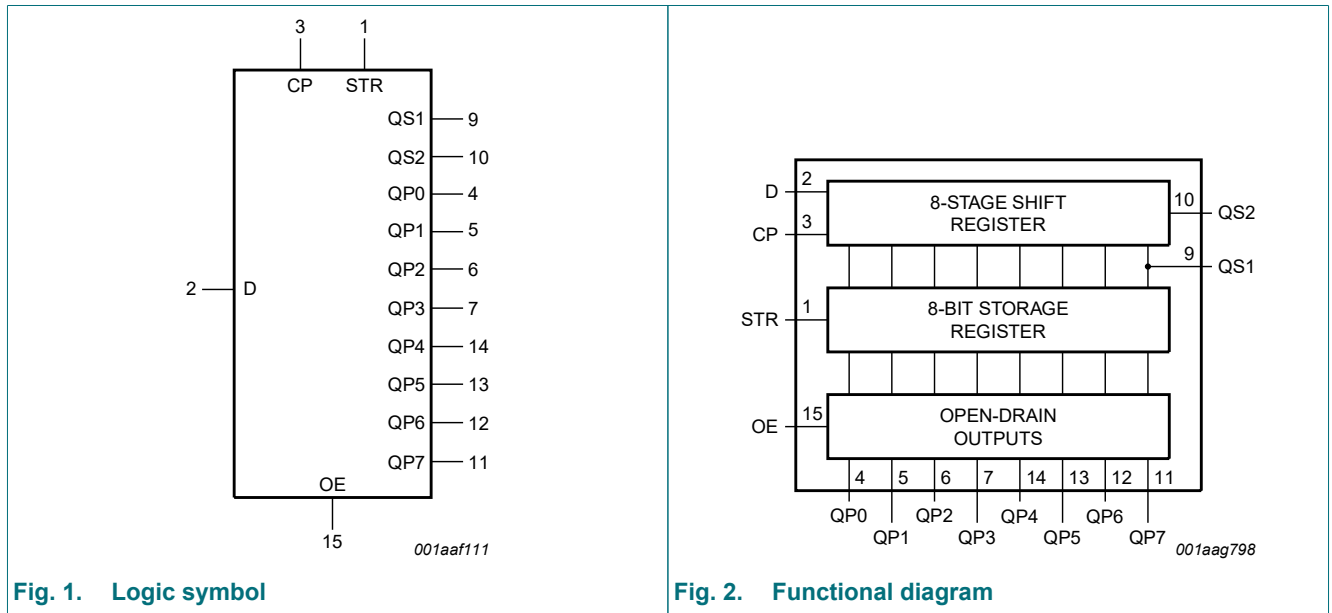 3 1
CP STR
QS1 9
QS2 10
QP0 4
QP1 5
QP2 6
2 D
QP3 7
QP4 14
QP5 13
QP6 12
QP7 11
OE
15
001aaf111
Fig. 1. Logic symbol
D 2
8-STAGE SHIFT
REGISTER
10 QS2
CP 3
9 QS1
STR 1
8-BIT STORAGE
REGISTER
OE 15
OPEN-DRAIN
OUTPUTS
4 5 6 7 14 13 12 11
QP0 QP2 QP4 QP6
QP1 QP3 QP5 QP7
001aag798
Fig. 2. Functional diagram